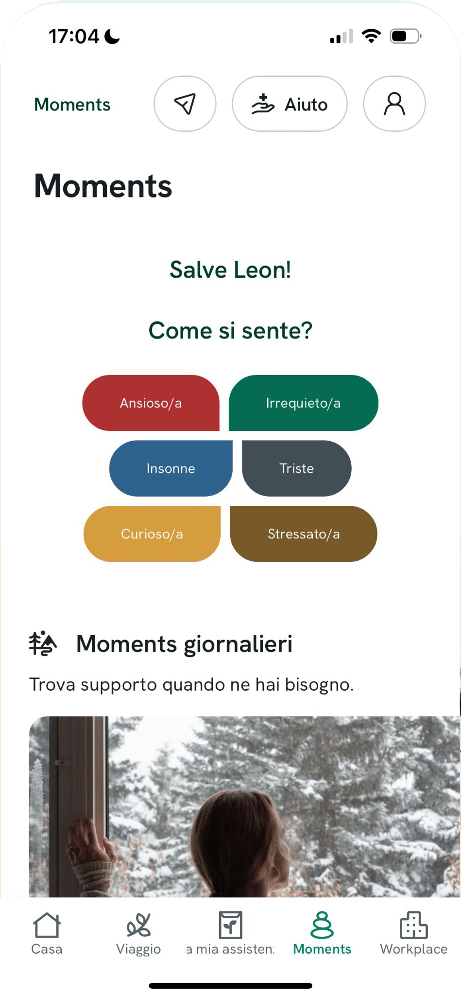 17:04
Moments
Aiuto
Moments
Salve Leon!
Come si sente?
Ansioso/a
Irrequieto/a
Insonne
Triste
Curioso/a
Stressato/a
Moments giornalieri
Trova supporto quando ne hai bisogno.
Casa
Viaggio
a mia assisten
Moments
Workplace